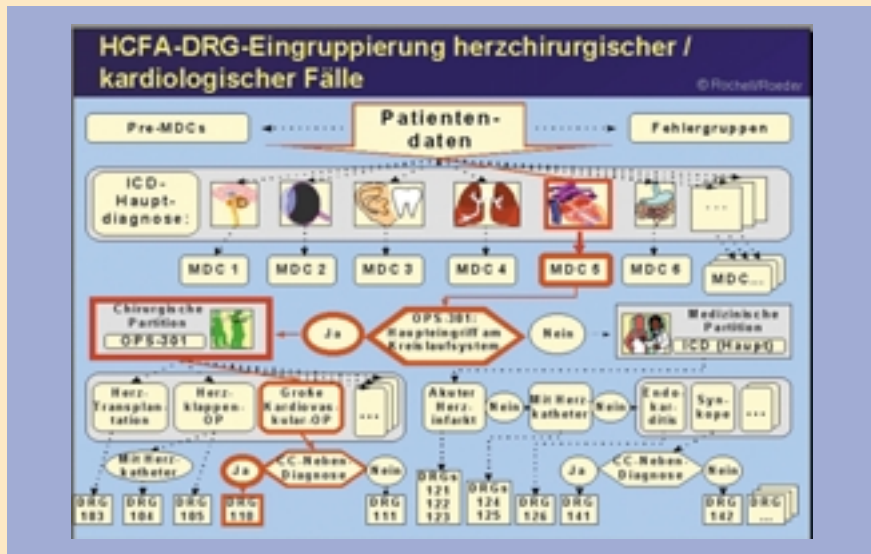 HCFA-DRG-Eingruppierung herzchirurgischer /
kardiologischer Fälle
© Rochell/Roeder
Pre-MDCs
Patienten-
daten
Fehlergruppen
ICD-
Haupt-
diagnose:
...
MDC 1
MDC 2
MDC 3
MDC 4
MDC 5
MDC 6
MDC...
Chirurgische
Partition
OPS-301
Ja
OPS-301:
Haupteingriff am
Kreislaufsystem
Nein
Medizinische
Partition
ICD (Haupt)
Herz-
Transplan-
tation
Herz-
klappen-
OP
Große
Kardiovas-
kular.OP
...
Akuter
Herz-
infarkt
Nein
Mit Herz-
katheter
Nein
Endo-
kar-
ditis
Syn-
kope
...
Mit Herz-
katheter
Ja
CC-Neben-
Diagnose
Nein
Ja
CC-Neben-
Diagnose
Nein
DRG
103
DRG
104
DRG
105
DRG
110
DRG
111
DRGs
121
122
123
DRGs
124
125
DRG
126
DRG
141
DRG
142
DRG
...